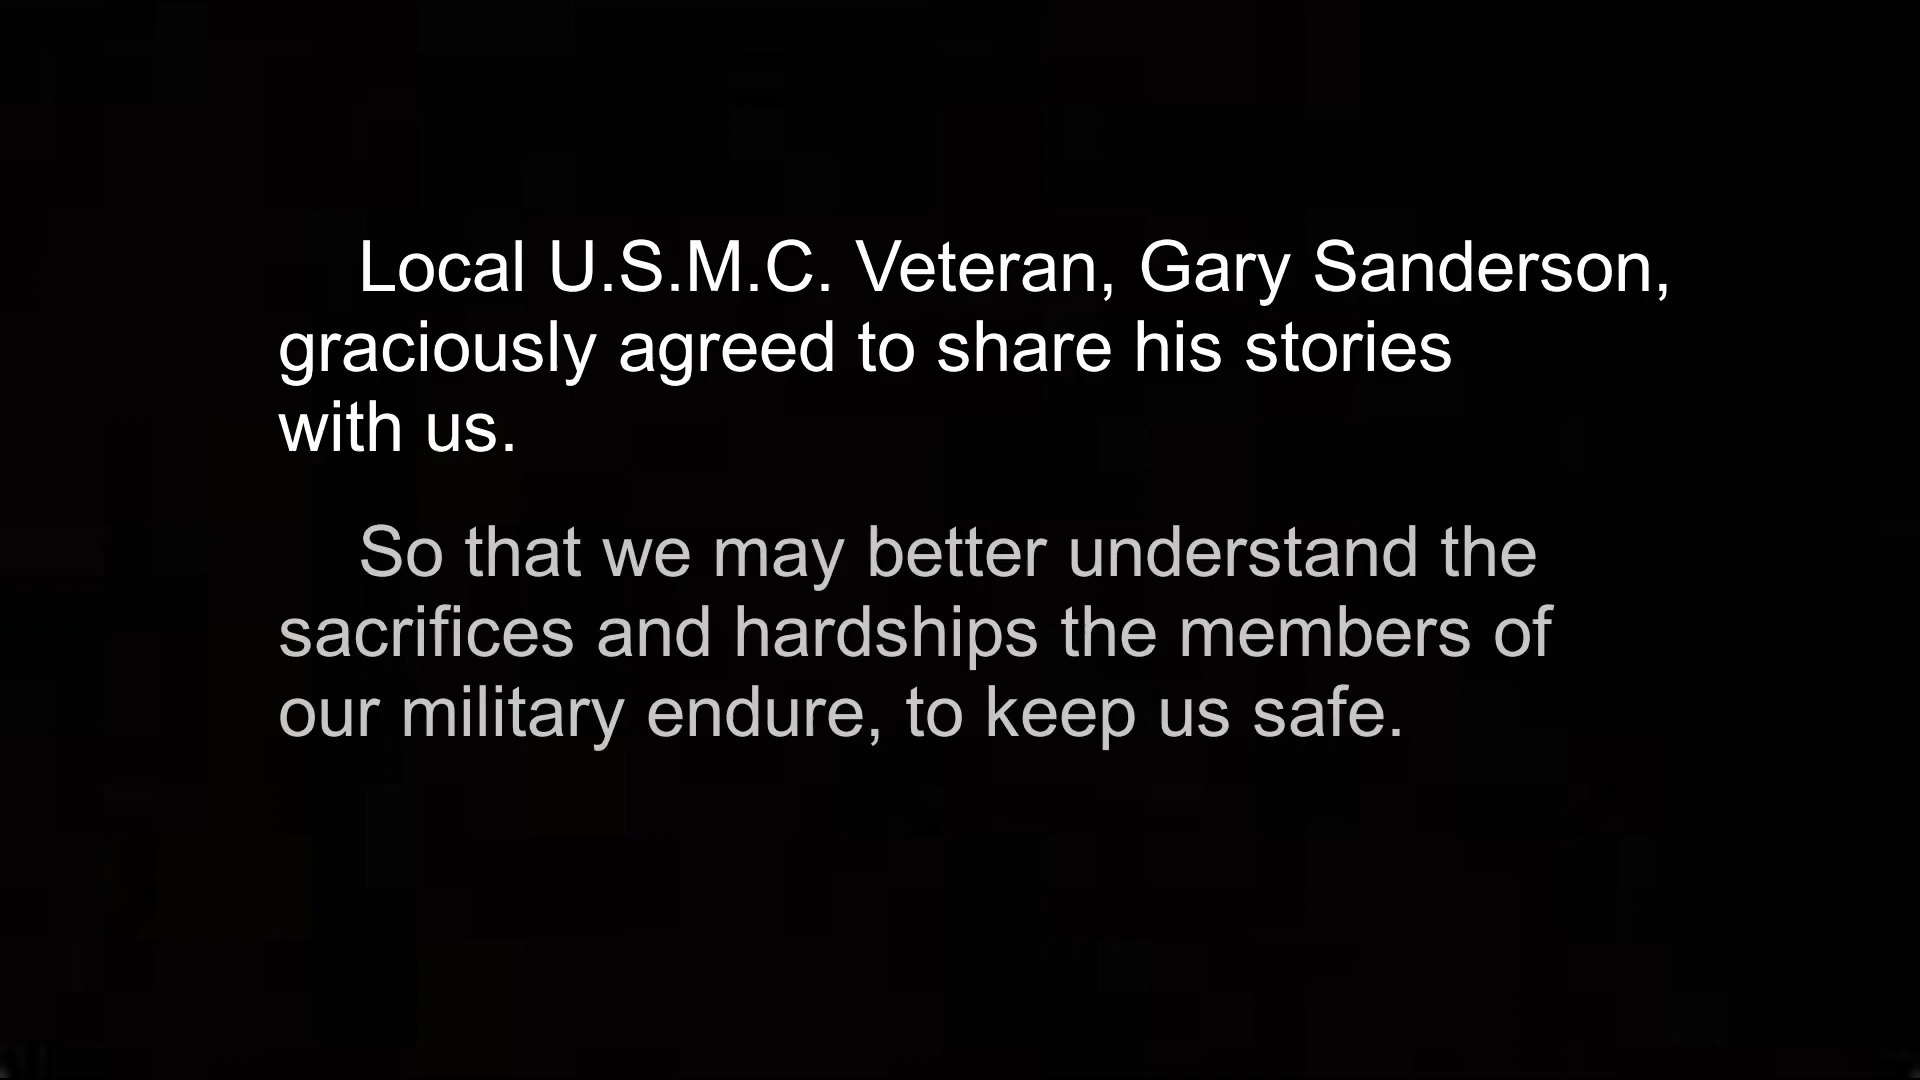 Local U.S.M.C. Veteran, Gary Sanderson,
graciously agreed to share his stories
with us.
So that we may better understand the
sacrifices and hardships the members of
our military endure, to keep us safe.